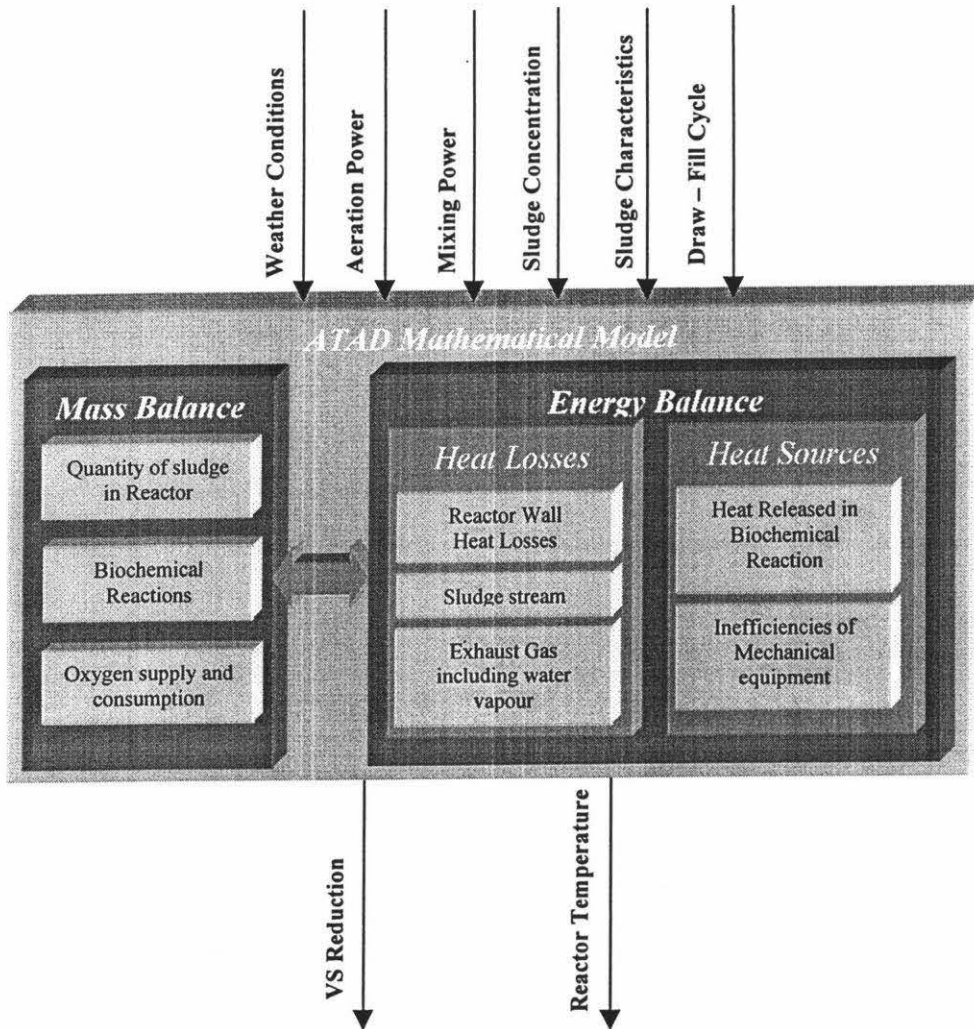 Weather Conditions
Aeration Power
Mixing Power
Sludge Concentration
Sludge Characteristics
Draw – Fill Cycle
ATAD Mathematical Model
Mass Balance
Quantity of sludge
in Reactor
Biochemical
Reactions
Oxygen supply and
consumption
Energy Balance
Heat Losses
Reactor Wall
Heat Losses
Sludge stream
Exhaust Gas
including water
vapour
Heat Sources
Heat Released in
Biochemical
Reaction
Inefficiencies of
Mechanical
equipment
VS Reduction
Reactor Temperature